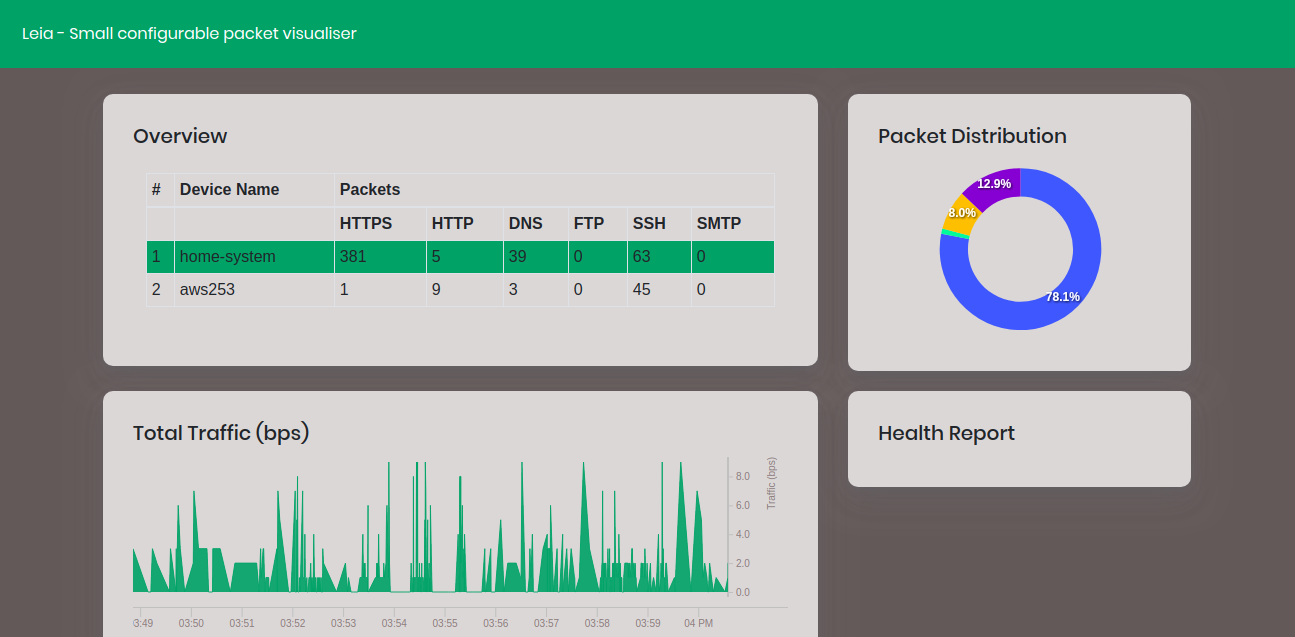 Leia - Small configurable packet visualiser
Overview
# Device Name Packets
HTTPS HTTP DNS FTP SSH SMTP
1 home-system 381 5 39 0 63 0
2 aws253 1 9 3 0 45 0
Packet Distribution
12.9%
8.0%
78.1%
Total Traffic (bps)
8.0
6.0
4.0
2.0
0.0
Traffic (bps)
03:49 03:50 03:51 03:52 03:53 03:54 03:55 03:56 03:57 03:58 03:59 04 PM
Health Report